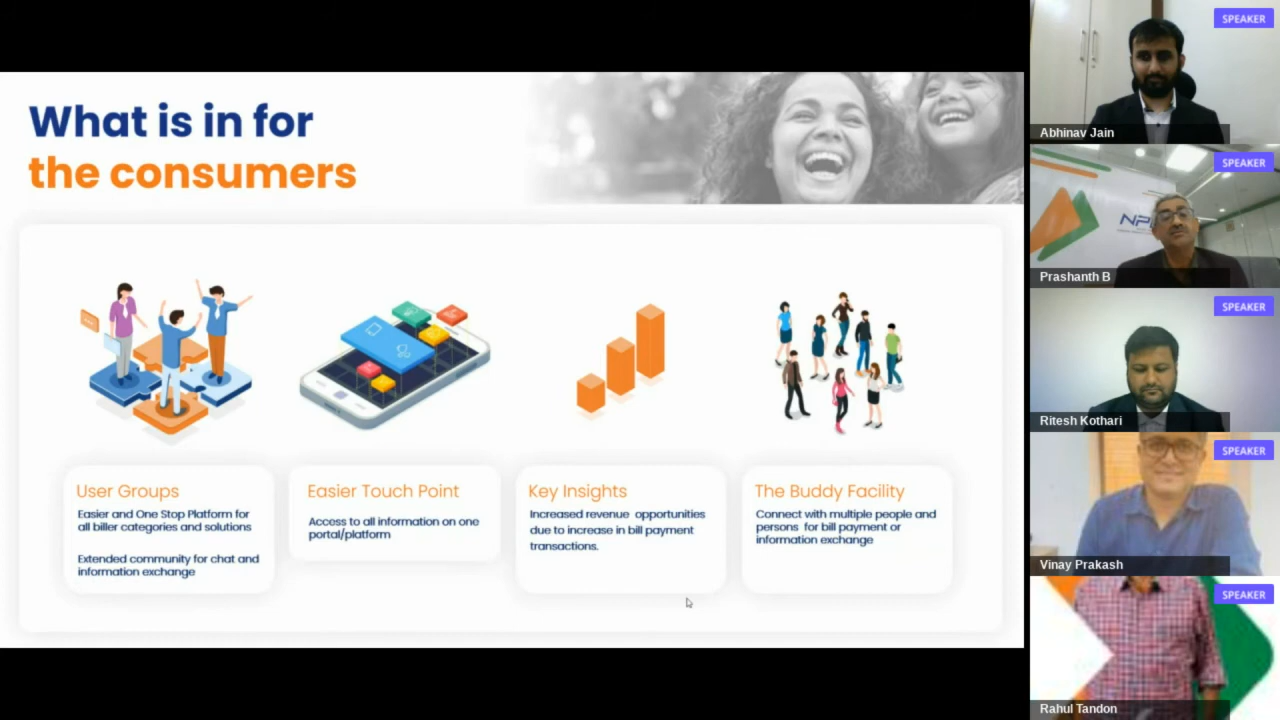 What is in for
the consumers
User Groups
Easier and One Stop Platform for
all biller categories and solutions
Extended community for chat and
information exchange
Easier Touch Point
Access to all information on one
portal/platform
Key Insights
Increased revenue opportunities
due to increase in bill payment
transactions.
The Buddy Facility
Connect with multiple people and
persons for bill payment or
information exchange
SPEAKER
Abhinav Jain
SPEAKER
Prashanth B
SPEAKER
Ritesh Kothari
SPEAKER
Vinay Prakash
SPEAKER
Rahul Tandon